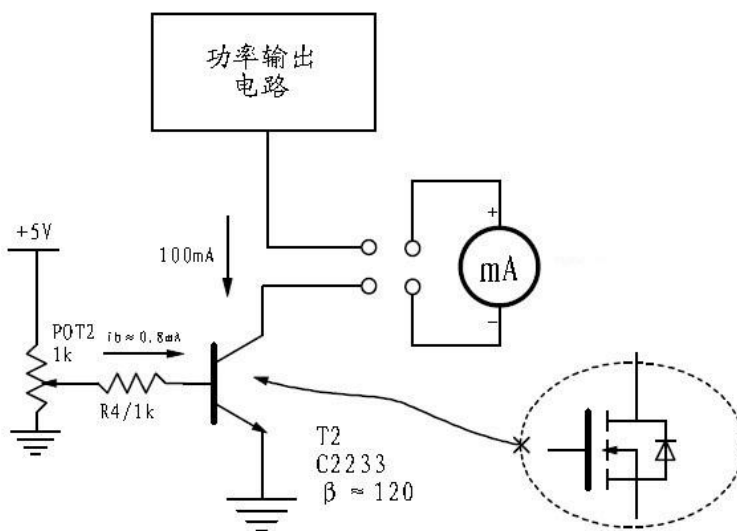 功率输出
电路
+5V
100mA
+
mA
−
POT2
1k
ib≈0.8mA
R4/1k
T2
C2233
β ≈120